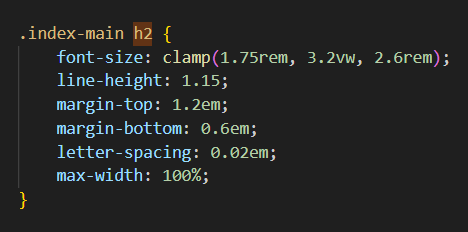 .index-main h2 {
    font-size: clamp(1.75rem, 3.2vw, 2.6rem);
    line-height: 1.15;
    margin-top: 1.2em;
    margin-bottom: 0.6em;
    letter-spacing: 0.02em;
    max-width: 100%;
}